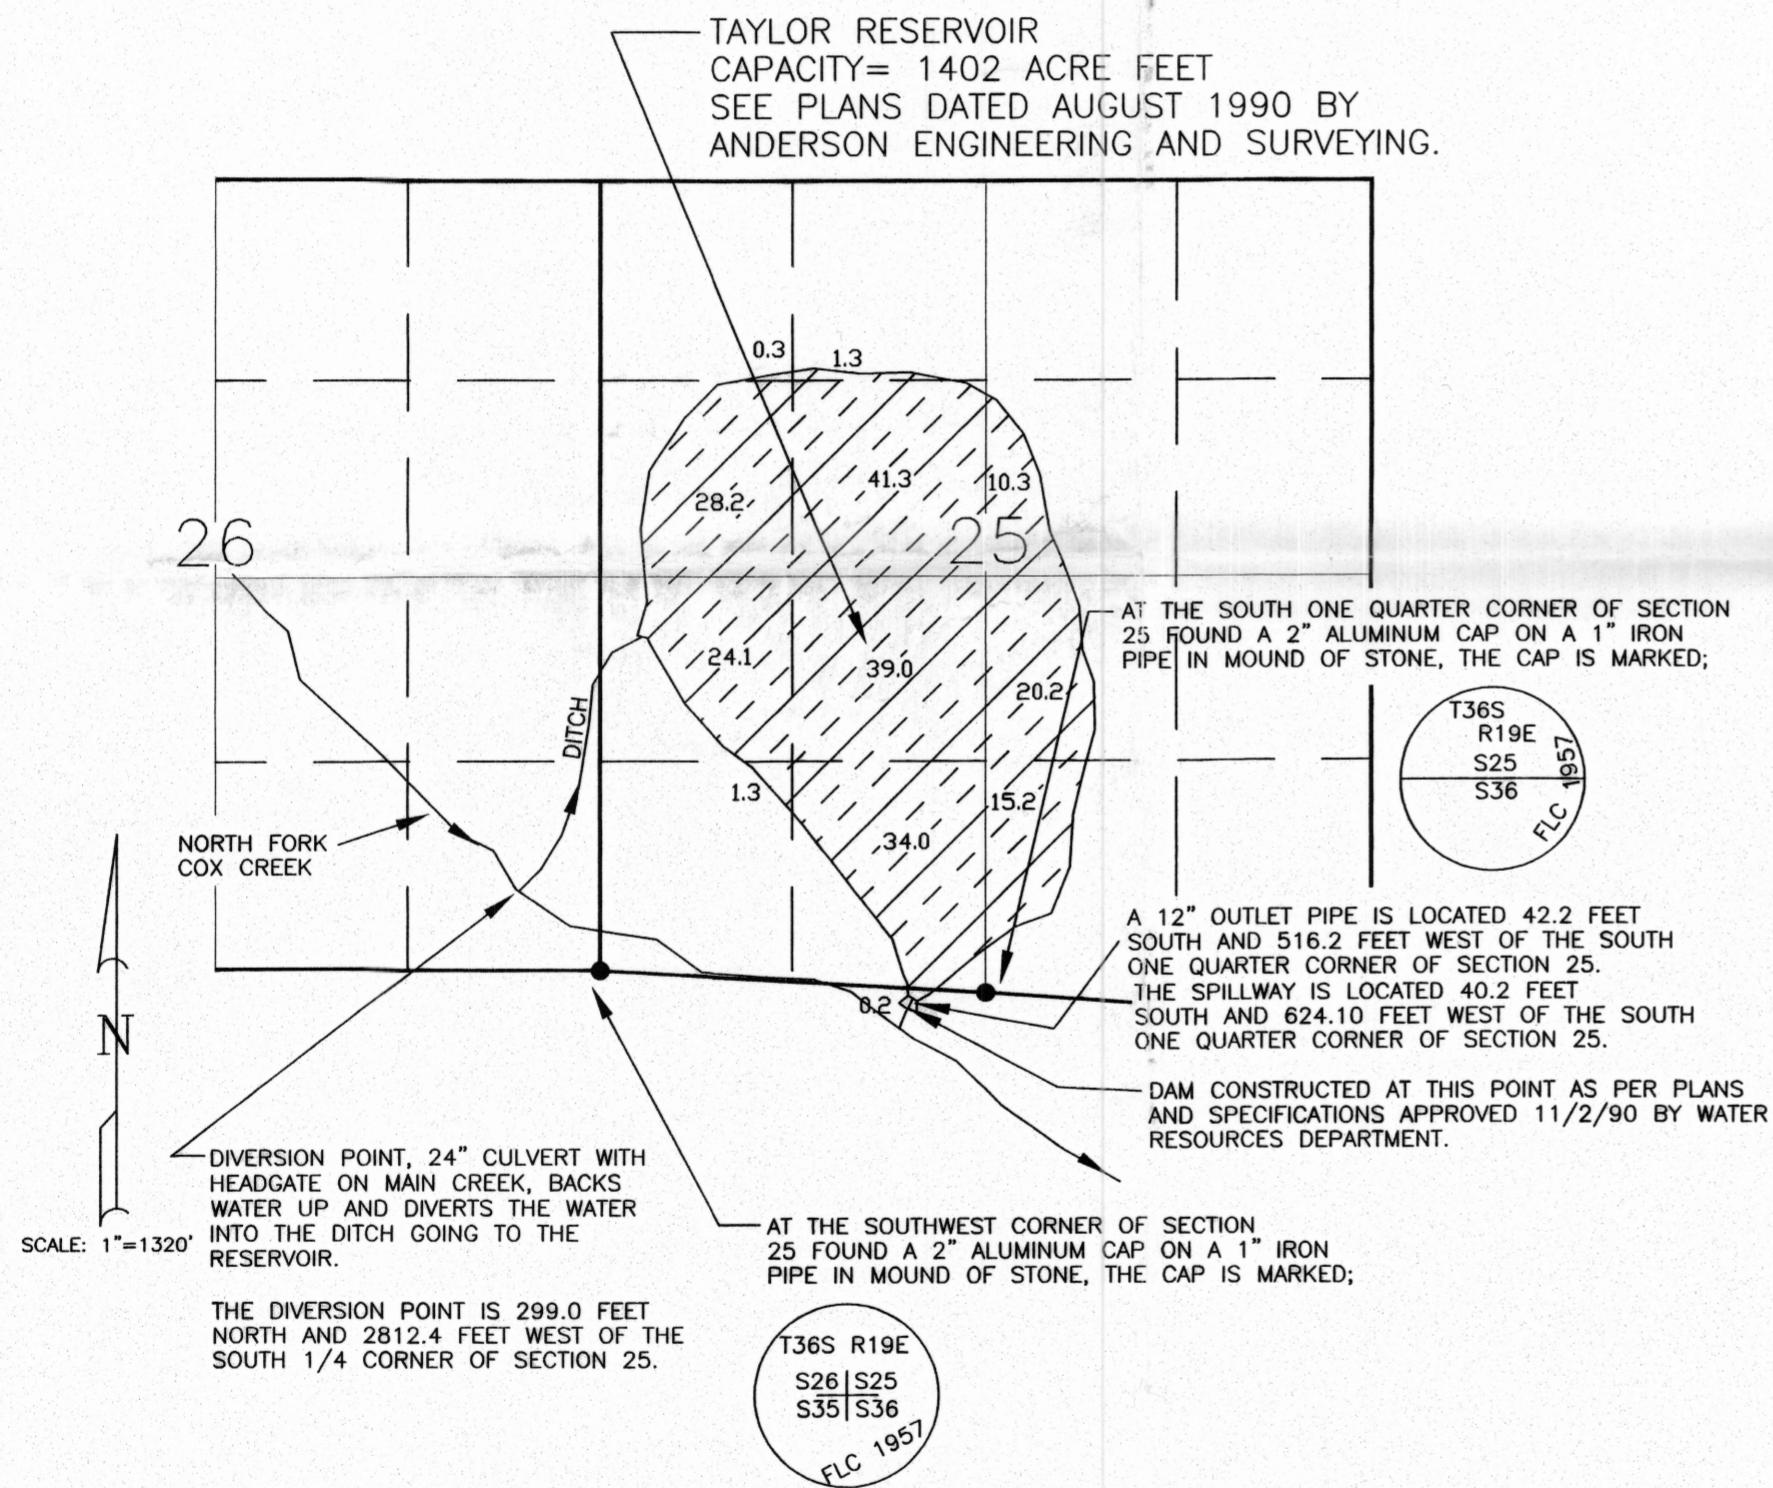 TAYLOR RESERVOIR
CAPACITY= 1402 ACRE FEET
SEE PLANS DATED AUGUST 1990 BY
ANDERSON ENGINEERING AND SURVEYING.
0.3
1.3
28.2
41.3
10.3
26
25
24.1
39.0
20.2
AT THE SOUTH ONE QUARTER CORNER OF SECTION
25 FOUND A 2" ALUMINUM CAP ON A 1" IRON
PIPE IN MOUND OF STONE, THE CAP IS MARKED;
T36S
R19E
S25
S36
FLC 1957
DITCH
1.3
15.2
34.0
NORTH FORK
COX CREEK
0.2
A 12" OUTLET PIPE IS LOCATED 42.2 FEET
SOUTH AND 516.2 FEET WEST OF THE SOUTH
ONE QUARTER CORNER OF SECTION 25.
THE SPILLWAY IS LOCATED 40.2 FEET
SOUTH AND 624.10 FEET WEST OF THE SOUTH
ONE QUARTER CORNER OF SECTION 25.
DAM CONSTRUCTED AT THIS POINT AS PER PLANS
AND SPECIFICATIONS APPROVED 11/2/90 BY WATER
RESOURCES DEPARTMENT.
N
SCALE: 1"=1320'
DIVERSION POINT, 24" CULVERT WITH
HEADGATE ON MAIN CREEK, BACKS
WATER UP AND DIVERTS THE WATER
INTO THE DITCH GOING TO THE
RESERVOIR.
THE DIVERSION POINT IS 299.0 FEET
NORTH AND 2812.4 FEET WEST OF THE
SOUTH 1/4 CORNER OF SECTION 25.
AT THE SOUTHWEST CORNER OF SECTION
25 FOUND A 2" ALUMINUM CAP ON A 1" IRON
PIPE IN MOUND OF STONE, THE CAP IS MARKED;
T36S R19E
S26 S25
S35 S36
FLC 1957